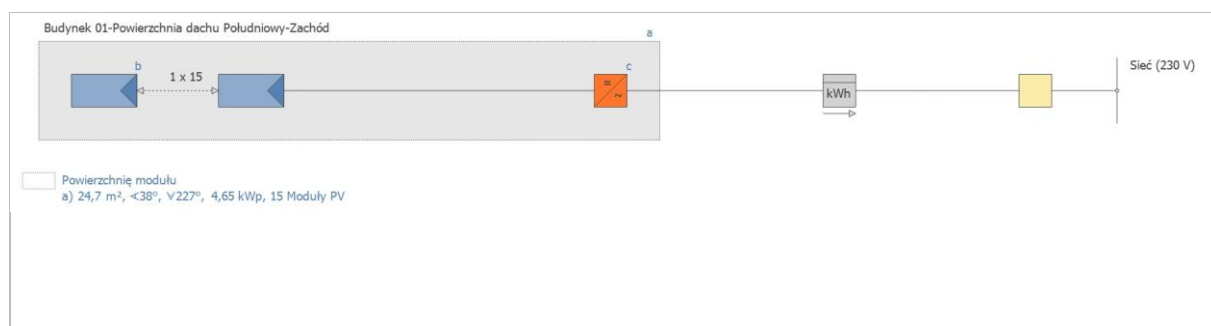 Budynek 01-Powierzchnia dachu Południowy-Zachód
a
b
1 x 15
c
=
~
kWh
Sieć (230 V)
Powierzchnię modułu
a) 24,7 m², ∢38°, ∀227°, 4,65 kWp, 15 Moduły PV